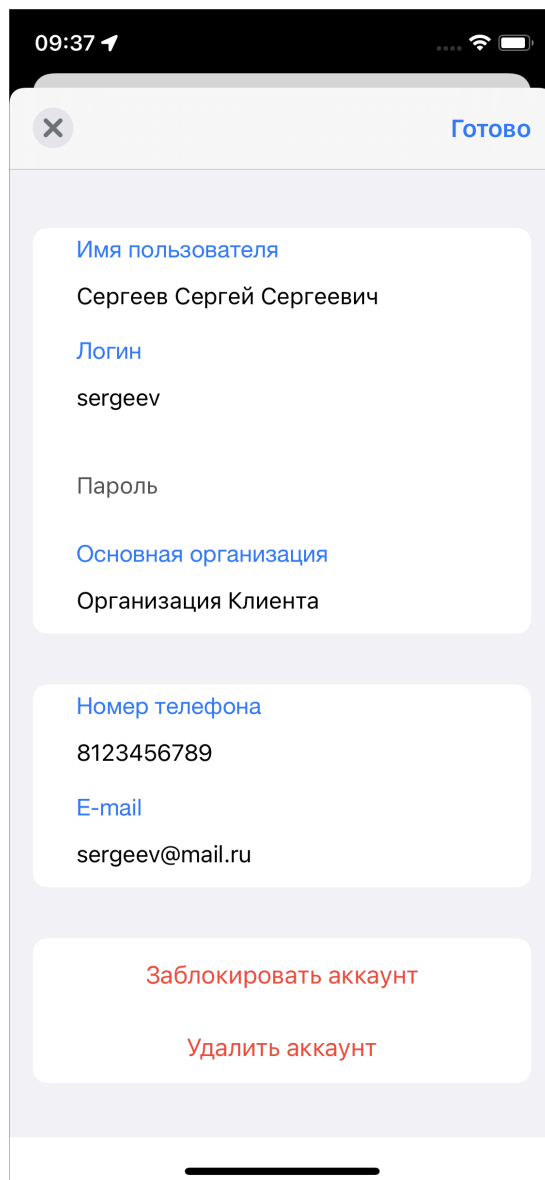 09:37
Готово
Имя пользователя
Сергеев Сергей Сергеевич
Логин
sergeev
Пароль
Основная организация
Организация Клиента
Номер телефона
8123456789
E-mail
sergeev@mail.ru
Заблокировать аккаунт
Удалить аккаунт